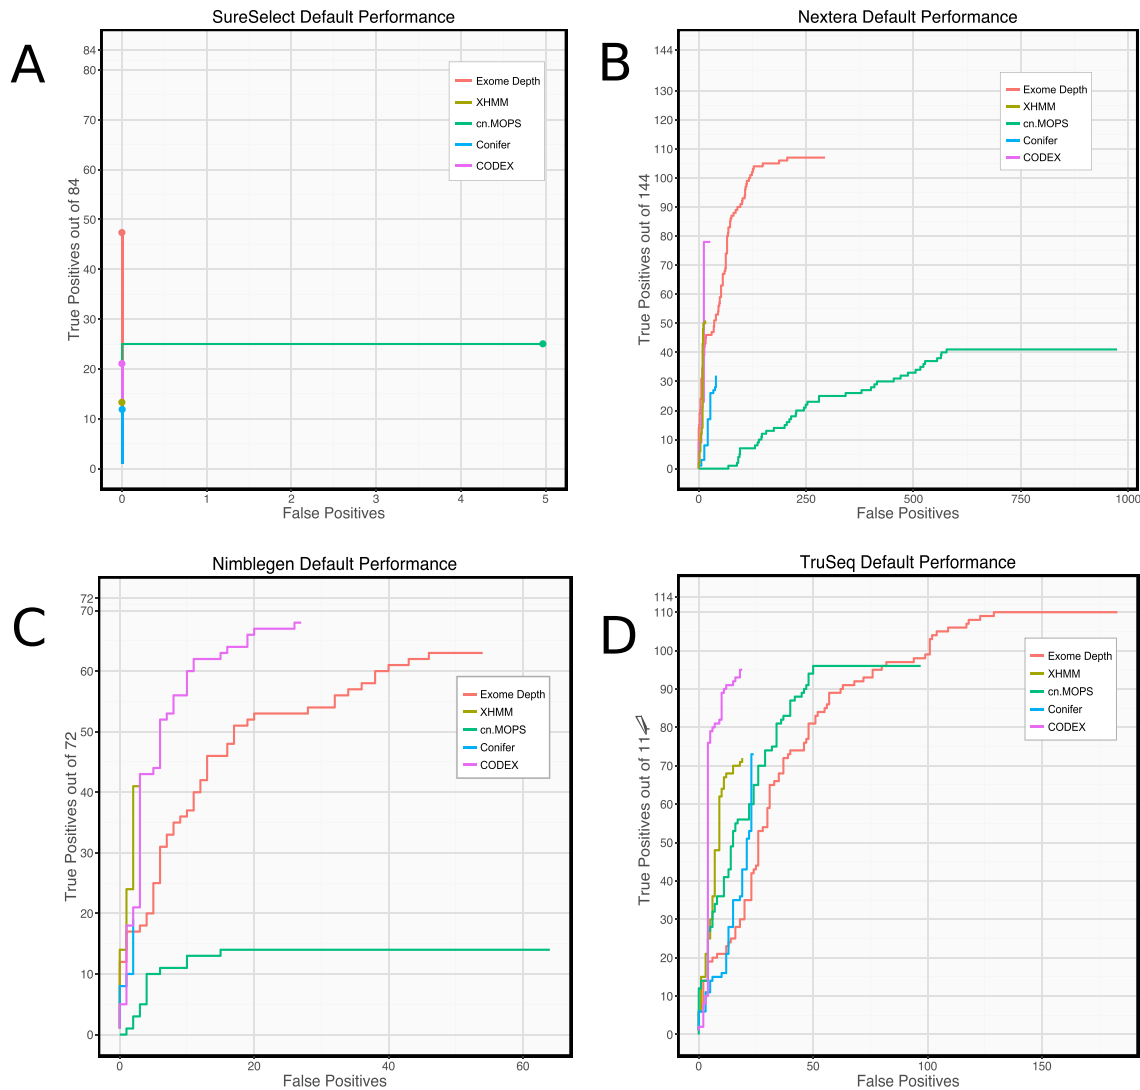 SureSelect Default Performance
A
True Positives out of 84
84
80
70
60
50
40
30
20
10
0
Exome Depth
XHMM
cn.MOPS
Conifer
CODEX
0 1 2 3 4 5
False Positives
Nextera Default Performance
B
True Positives out of 144
144
130
120
110
100
90
80
70
60
50
40
30
20
10
0
Exome Depth
XHMM
cn.MOPS
Conifer
CODEX
0 250 500 750 1000
False Positives
Nimblegen Default Performance
C
True Positives out of 72
72
70
60
50
40
30
20
10
0
Exome Depth
XHMM
cn.MOPS
Conifer
CODEX
0 20 40 60
False Positives
TruSeq Default Performance
D
True Positives out of 114
114
110
100
90
80
70
60
50
40
30
20
10
0
Exome Depth
XHMM
cn.MOPS
Conifer
CODEX
0 50 100 150
False Positives